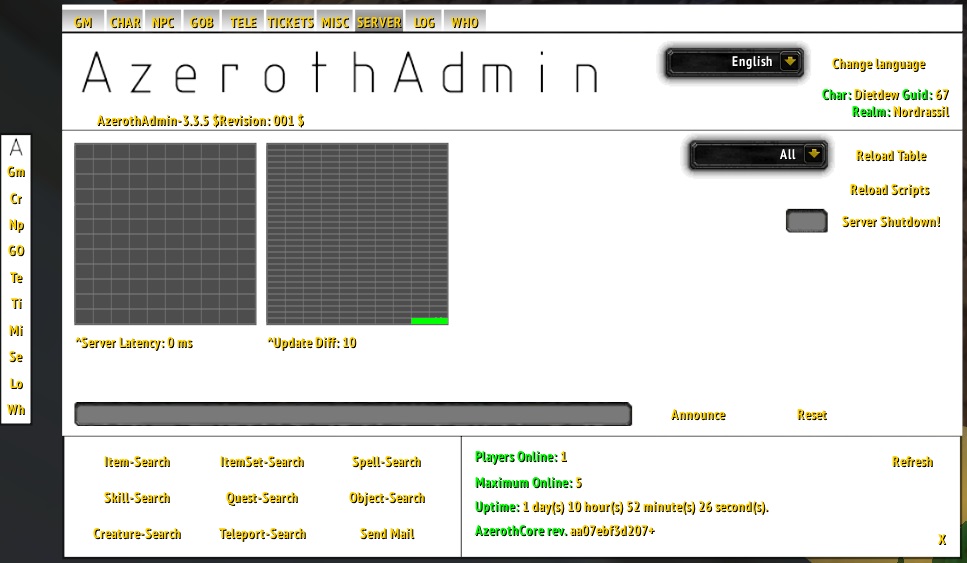 GM CHAR NPC GOB TELE TICKETS MISC SERVER LOG WHO
AzerothAdmin
English
Change language
Char: Dietdew Guid: 67
Realm: Nordrassil
AzerothAdmin-3.3.5 $Revision: 001 $
A
Gm
Cr
Np
GO
Te
Ti
Mi
Se
Lo
Wh
All
Reload Table
Reload Scripts
Server Shutdown!
^Server Latency: 0 ms
^Update Diff: 10
Announce
Reset
Item-Search ItemSet-Search Spell-Search
Skill-Search Quest-Search Object-Search
Creature-Search Teleport-Search Send Mail
Players Online: 1
Refresh
Maximum Online: 5
Uptime: 1 day(s) 10 hour(s) 52 minute(s) 26 second(s).
AzerothCore rev. aa07ebf3d207+
X